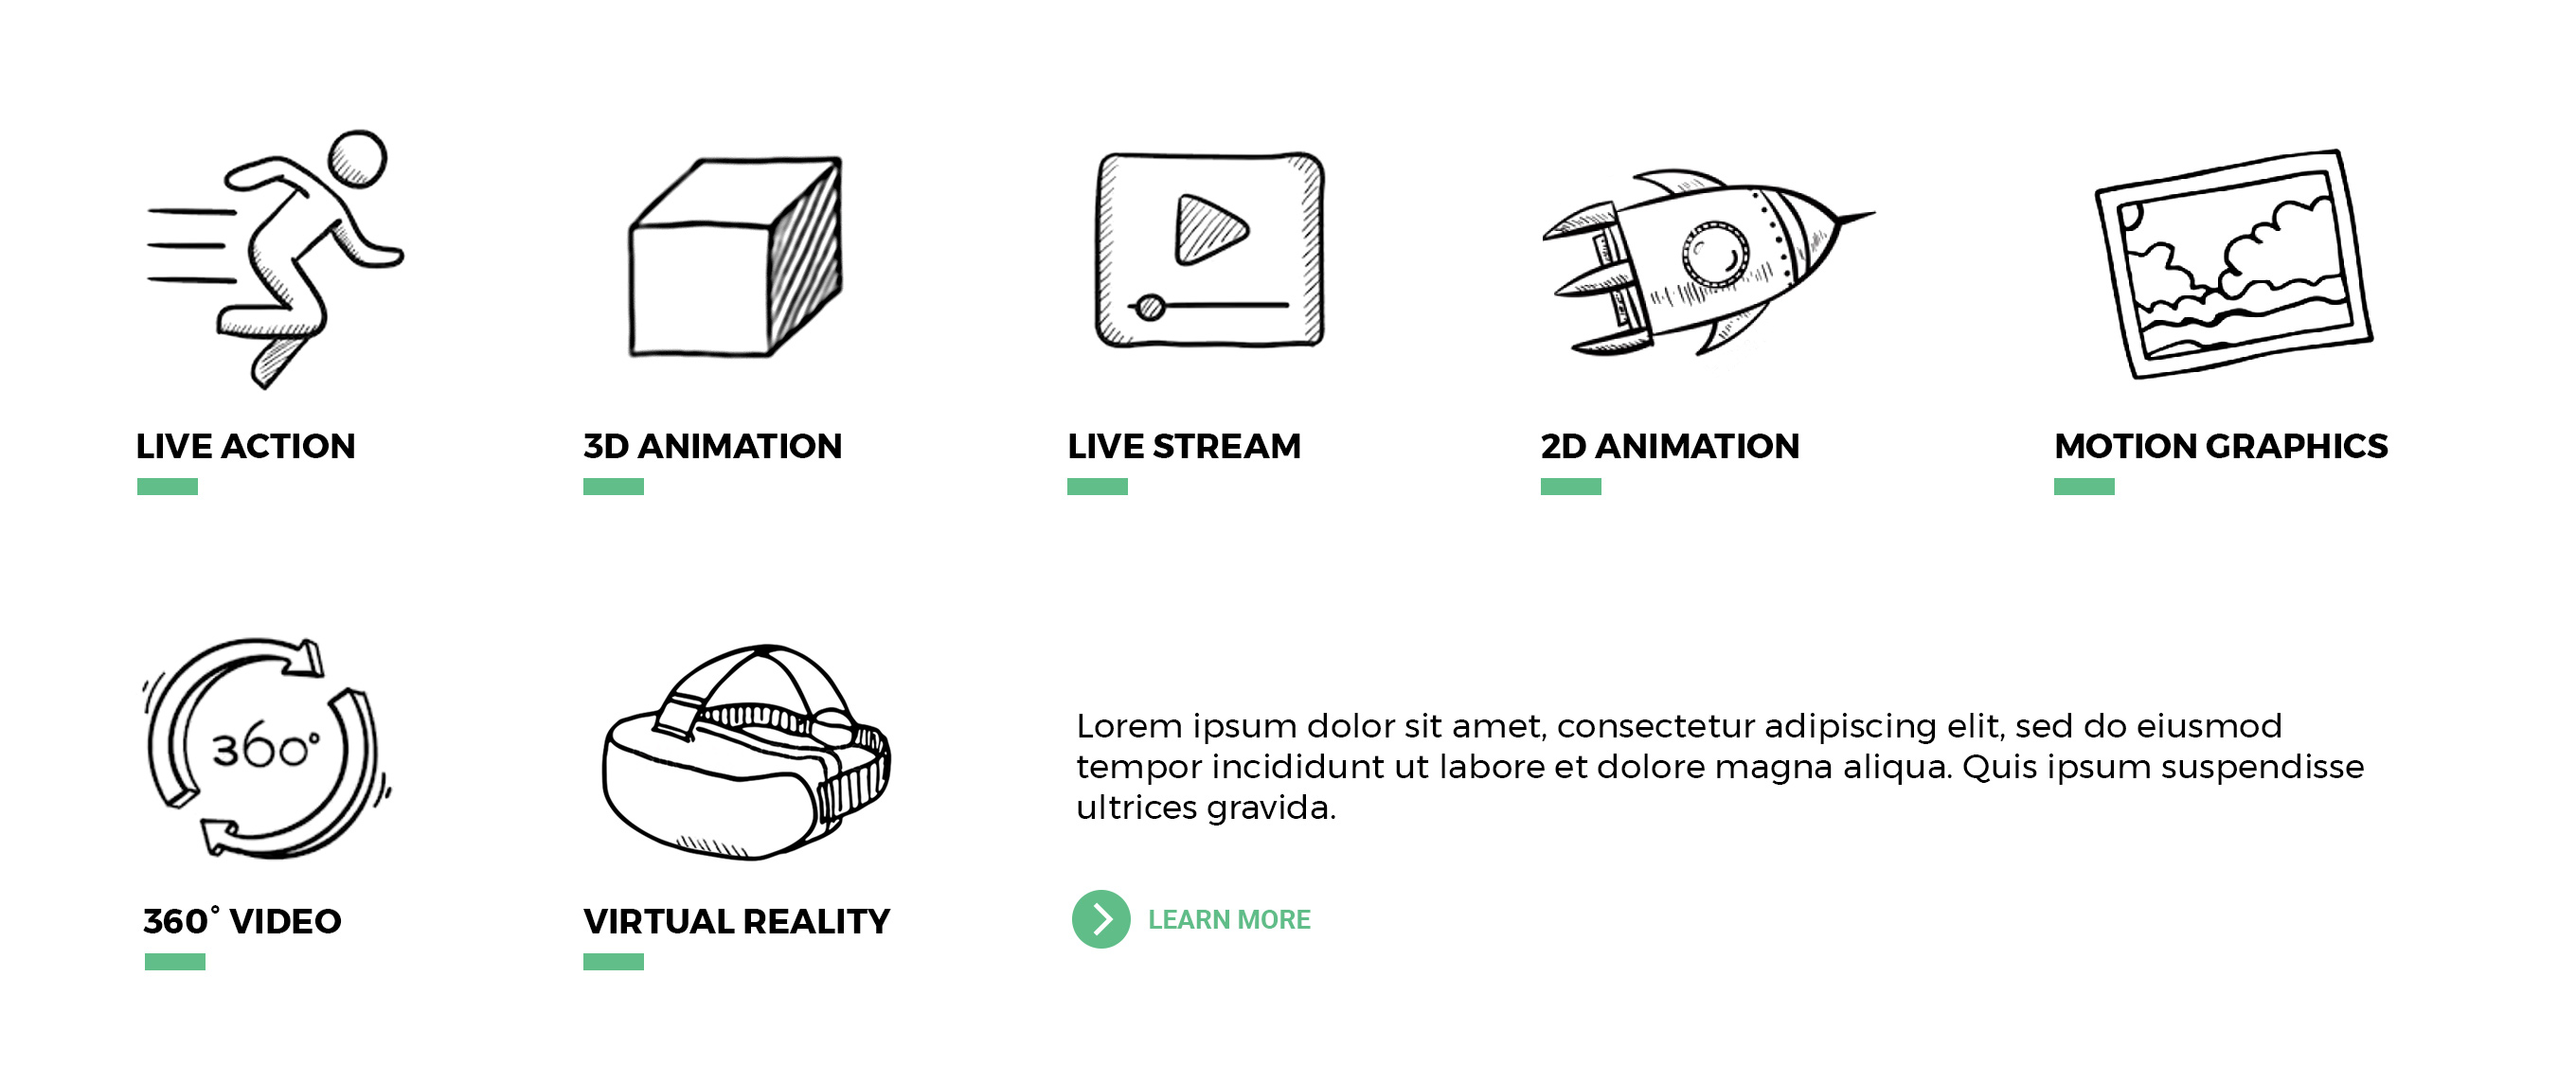 LIVE ACTION
3D ANIMATION
LIVE STREAM
2D ANIMATION
MOTION GRAPHICS
360°
360° VIDEO
VIRTUAL REALITY
Lorem ipsum dolor sit amet, consectetur adipiscing elit, sed do eiusmod
tempor incididunt ut labore et dolore magna aliqua. Quis ipsum suspendisse
ultrices gravida.
LEARN MORE